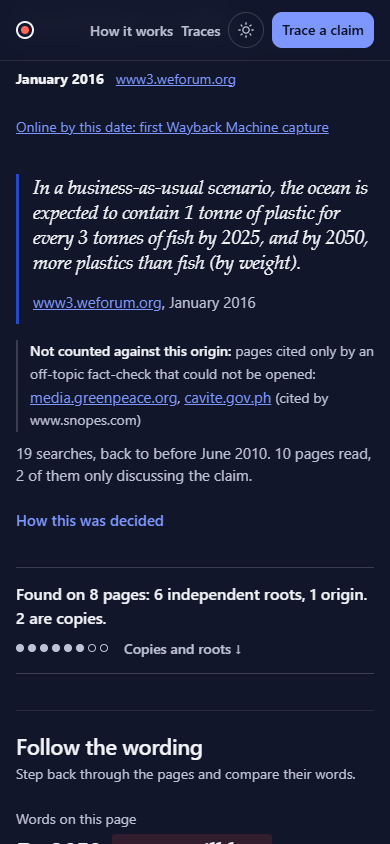 How it works Traces Trace a claim
January 2016 www3.weforum.org
Online by this date: first Wayback Machine capture
In a business-as-usual scenario, the ocean is
expected to contain 1 tonne of plastic for
every 3 tonnes of fish by 2025, and by 2050,
more plastics than fish (by weight).
www3.weforum.org, January 2016
Not counted against this origin: pages cited only by an
off-topic fact-check that could not be opened:
media.greenpeace.org, cavite.gov.ph (cited by
www.snopes.com)
19 searches, back to before June 2010. 10 pages read,
2 of them only discussing the claim.
How this was decided
Found on 8 pages: 6 independent roots, 1 origin.
2 are copies.
Copies and roots ↓
Follow the wording
Step back through the pages and compare their words.
Words on this page